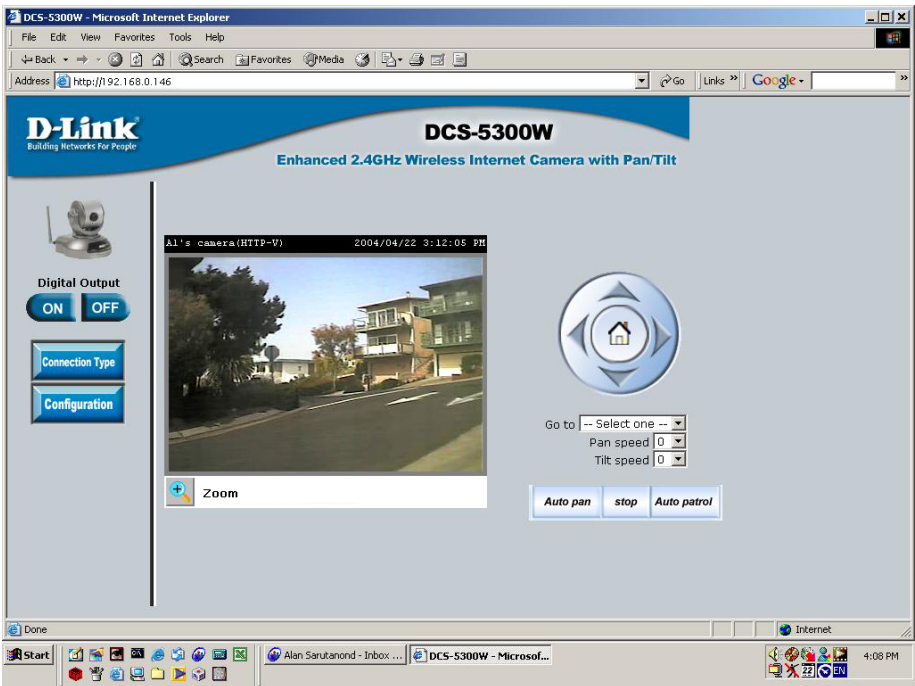 DCS-5300W - Microsoft Internet Explorer
File Edit View Favorites Tools Help
Back Search Favorites Media
Address http://192.168.0.146 Go Links » Google »
D-Link
Building Networks For People
DCS-5300W
Enhanced 2.4GHz Wireless Internet Camera with Pan/Tilt
Al's camera(HTTP-V) 2004/04/22 3:12:05 PM
Digital Output
ON OFF
Connection Type
Configuration
Go to -- Select one --
Pan speed 0
Tilt speed 0
Zoom
Auto pan stop Auto patrol
Done Internet
Start Alan Sarutanond - Inbox ... DCS-5300W - Microsof... 4:08 PM
22 EN